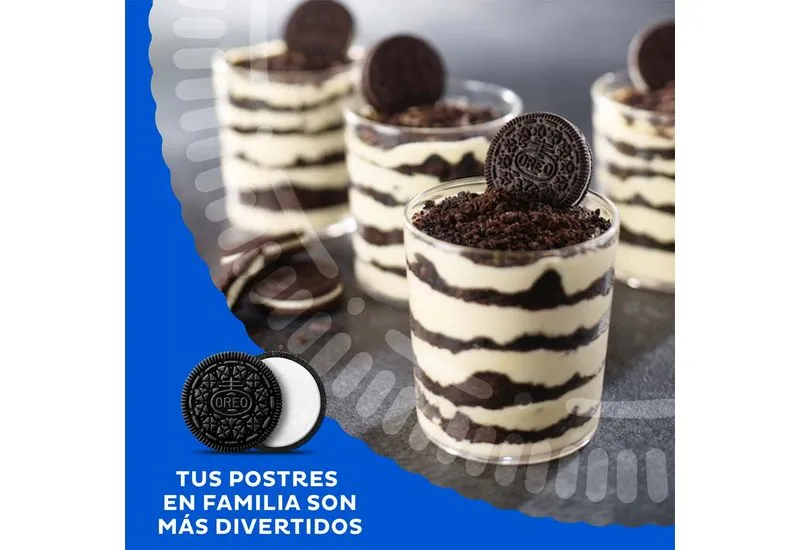 OREO
OREO
TUS POSTRES
EN FAMILIA SON
MÁS DIVERTIDOS